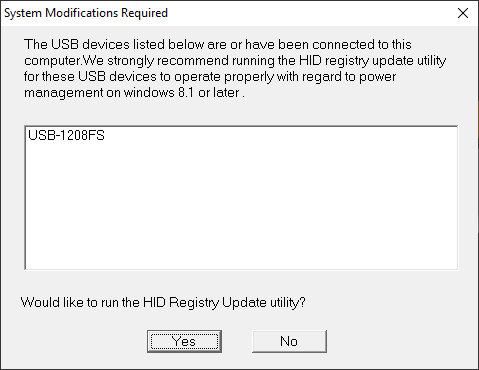 System Modifications Required
The USB devices listed below are or have been connected to this
computer.We strongly recommend running the HID registry update utility
for these USB devices to operate properly with regard to power
management on windows 8.1 or later .
USB-1208FS
Would like to run the HID Registry Update utility?
Yes
No